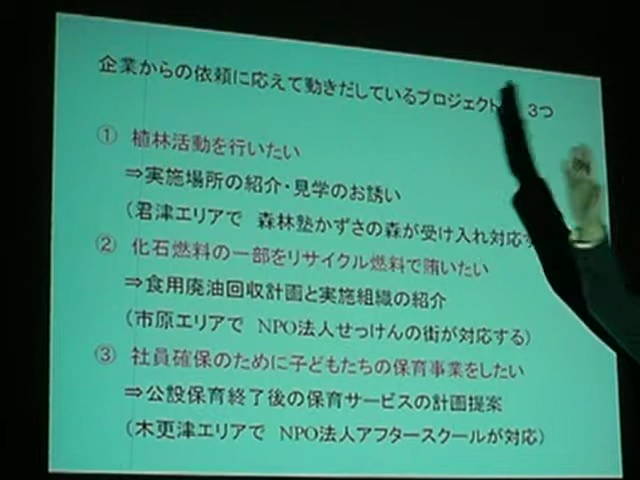 企業からの依頼に応えて動きだしているプロジェクト 3つ
① 植林活動を行いたい
⇒実施場所の紹介・見学のお誘い
（君津エリアで 森林塾かずさの森が受け入れ対応す
② 化石燃料の一部をリサイクル燃料で賄いたい
⇒食用廃油回収計画と実施組織の紹介
（市原エリアで NPO法人せっけんの街が対応する）
③ 社員確保のために子どもたちの保育事業をしたい
⇒公設保育終了後の保育サービスの計画提案
（木更津エリアで NPO法人アフタースクールが対応）